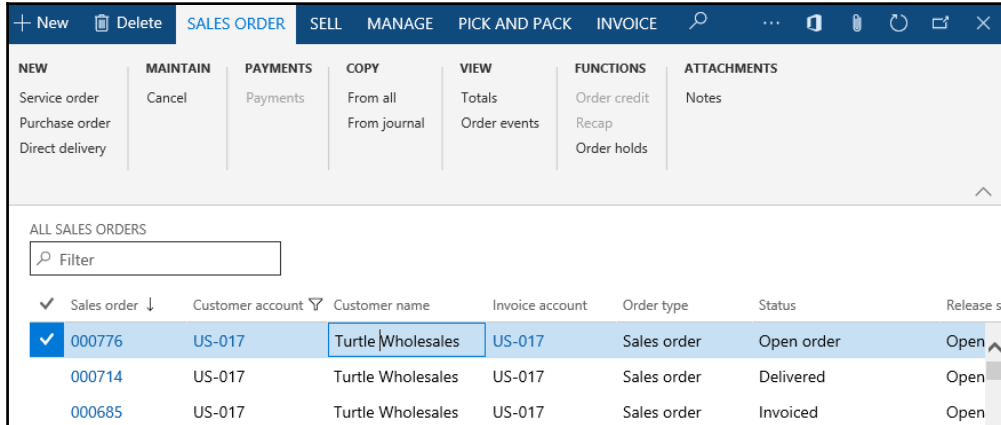 + New Delete SALES ORDER SELL MANAGE PICK AND PACK INVOICE ...
NEW MAINTAIN PAYMENTS COPY VIEW FUNCTIONS ATTACHMENTS
Service order Cancel Payments From all Totals Order credit Notes
Purchase order From journal Order events Recap
Direct delivery Order holds
ALL SALES ORDERS
Filter
Sales order ↓ Customer account Customer name Invoice account Order type Status Release s
000776 US-017 Turtle Wholesales US-017 Sales order Open order Open
000714 US-017 Turtle Wholesales US-017 Sales order Delivered Open
000685 US-017 Turtle Wholesales US-017 Sales order Invoiced Open